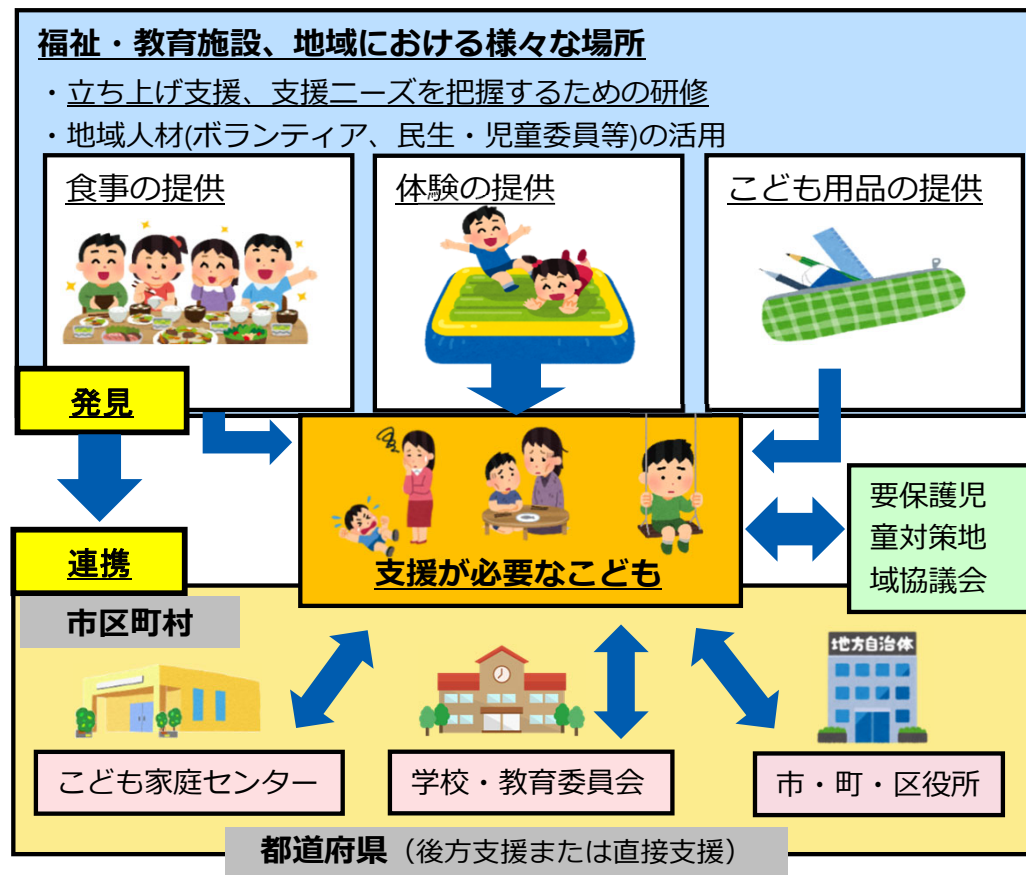 福祉・教育施設、地域における様々な場所
・立ち上げ支援、支援ニーズを把握するための研修
・地域人材(ボランティア、民生・児童委員等)の活用
食事の提供
体験の提供
こども用品の提供
発見
支援が必要なこども
要保護児
童対策地
域協議会
連携
市区町村
地方自治体
こども家庭センター
学校・教育委員会
市・町・区役所
都道府県（後方支援または直接支援）